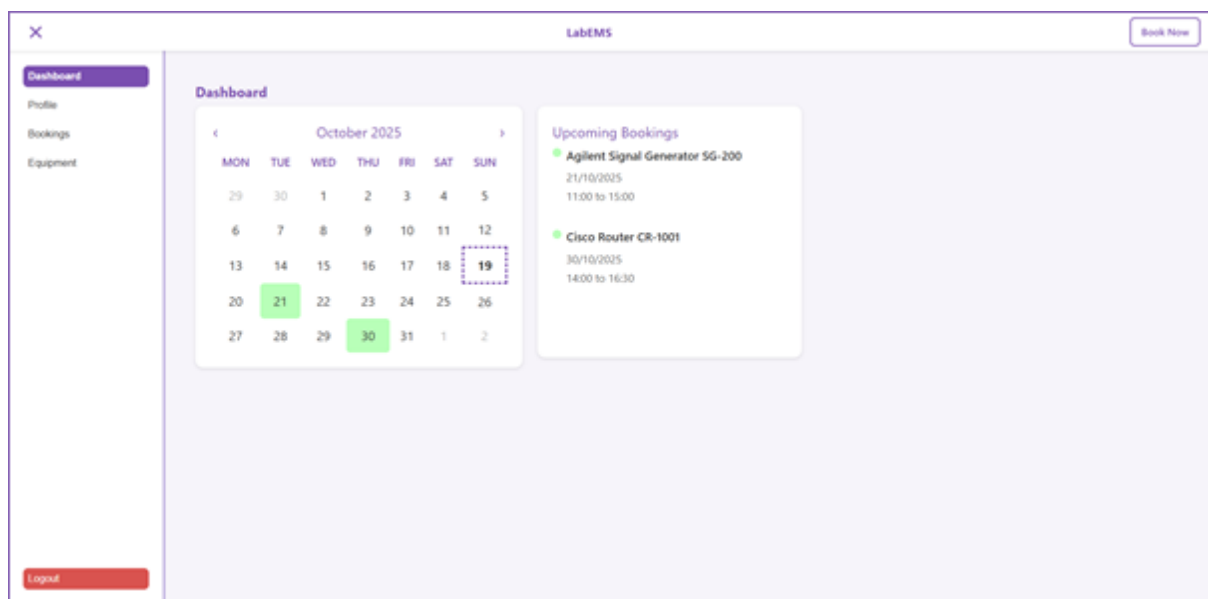 LabEMS
Book Now
Dashboard
Profile
Bookings
Equipment
Logout
Dashboard
‹ October 2025 ›
MON TUE WED THU FRI SAT SUN
29 30 1 2 3 4 5
6 7 8 9 10 11 12
13 14 15 16 17 18 19
20 21 22 23 24 25 26
27 28 29 30 31 1 2
Upcoming Bookings
Agilent Signal Generator SG-200
21/10/2025
11:00 to 15:00
Cisco Router CR-1001
30/10/2025
14:00 to 16:30